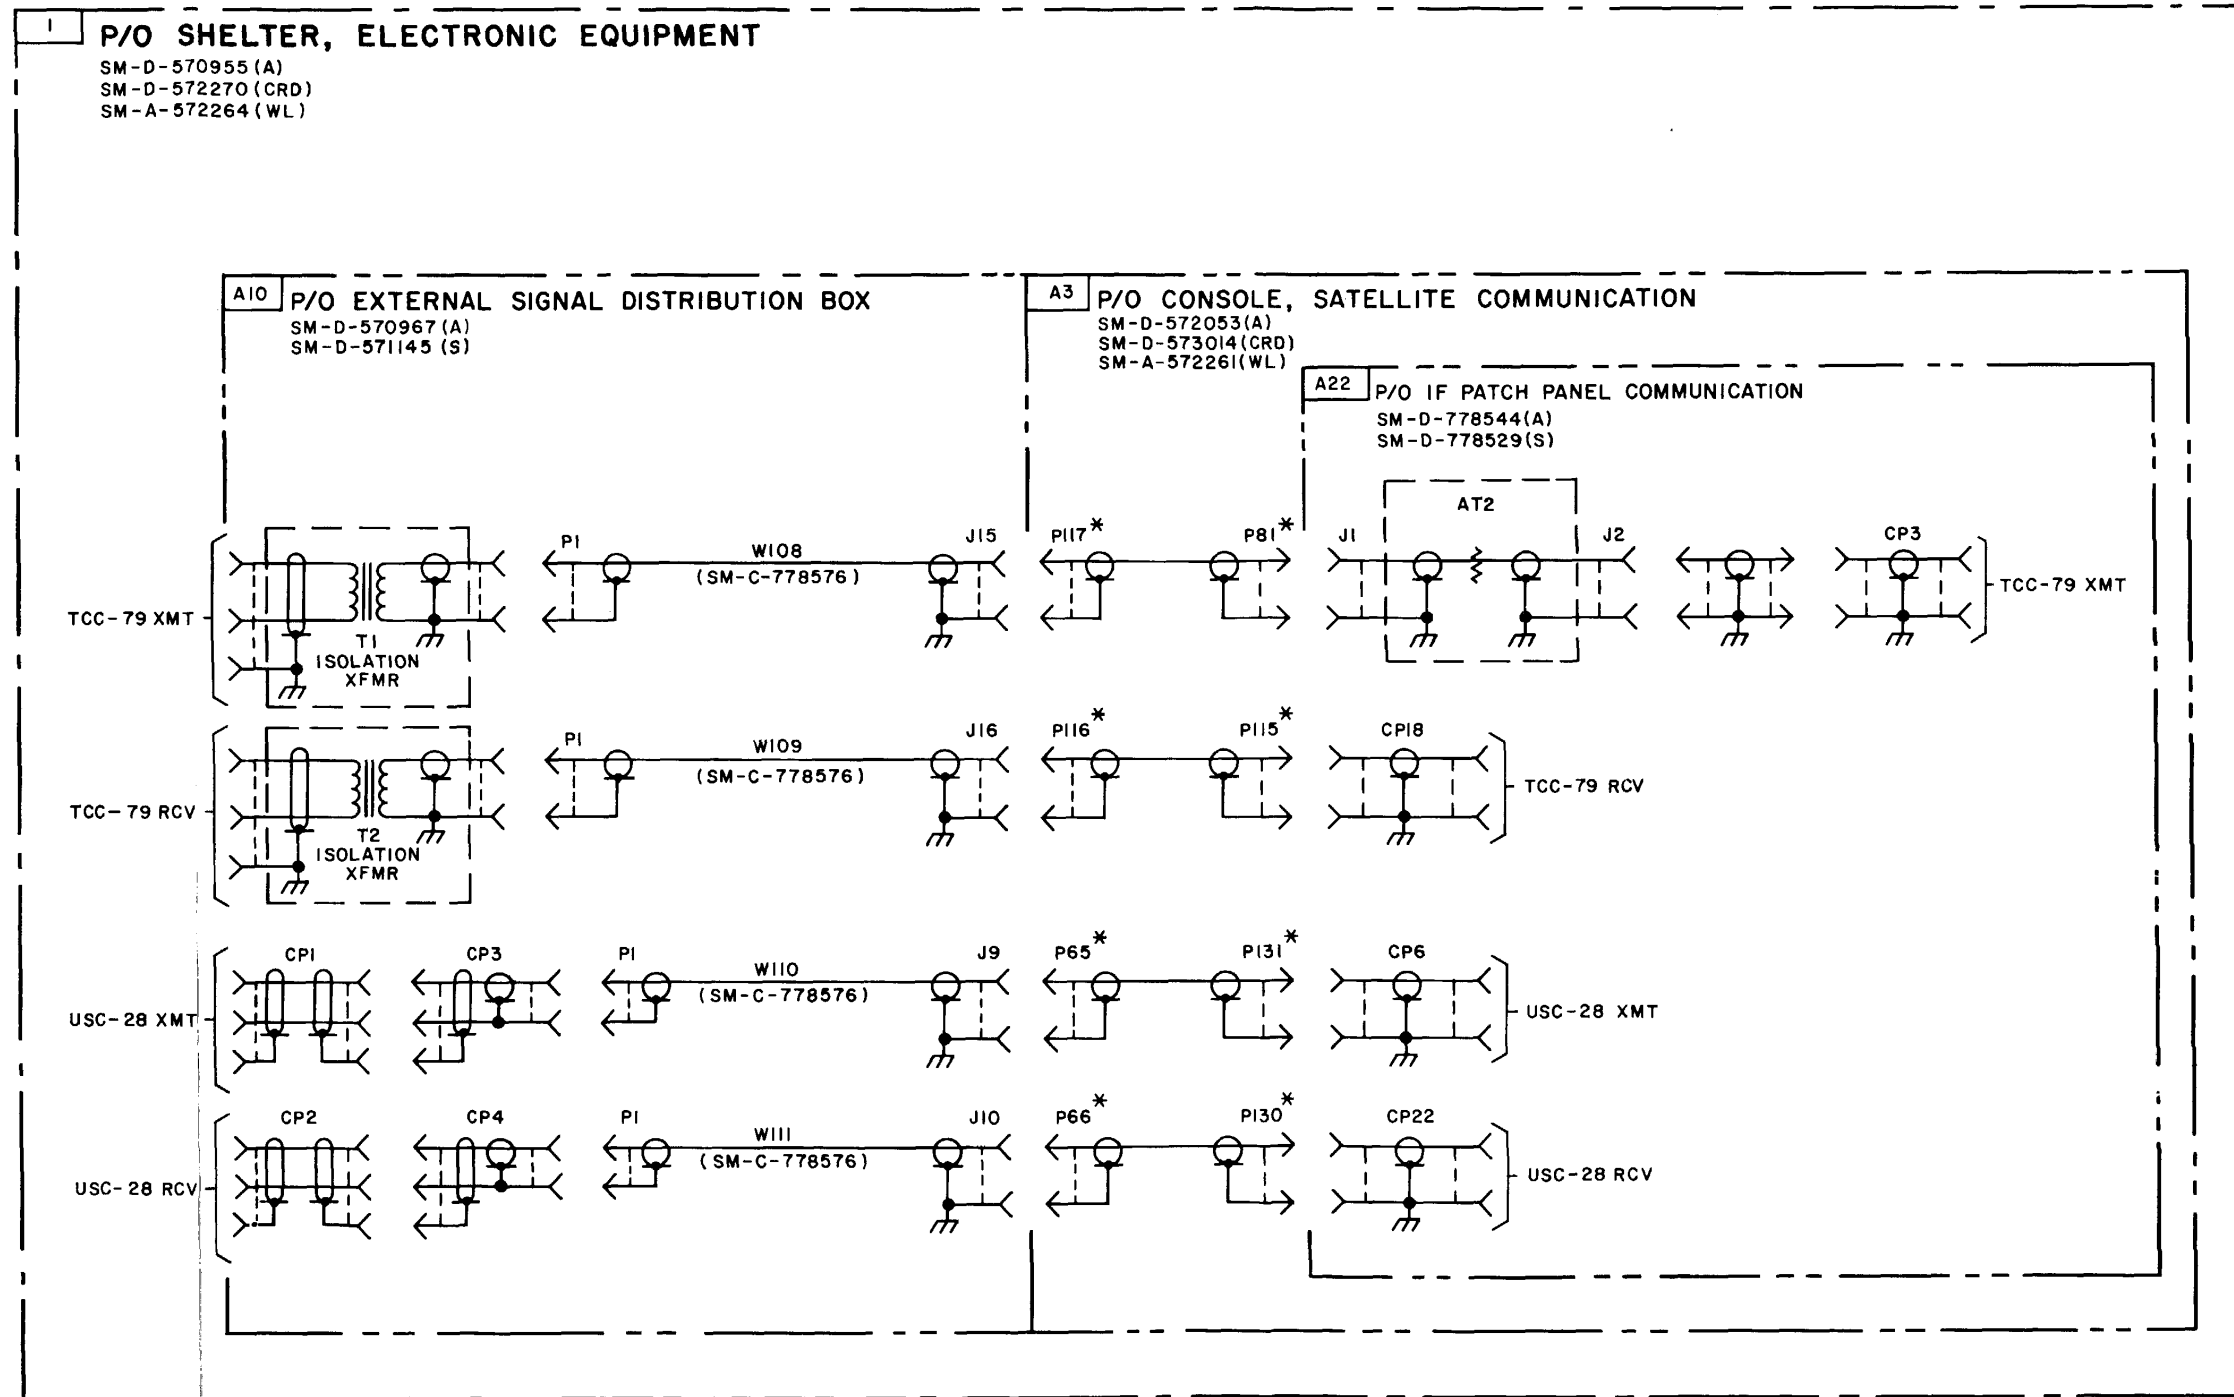 1
P/O SHELTER, ELECTRONIC EQUIPMENT
SM-D-570955(A)
SM-D-572270(CRD)
SM-A-572264(WL)
A10
P/O EXTERNAL SIGNAL DISTRIBUTION BOX
SM-D-570967(A)
SM-D-571145(S)
A3
P/O CONSOLE, SATELLITE COMMUNICATION
SM-D-572053(A)
SM-D-573014(CRD)
SM-A-572261(WL)
A22
P/O IF PATCH PANEL COMMUNICATION
SM-D-778544(A)
SM-D-778529(S)
TCC-79 XMT
T1
ISOLATION
XFMR
P1
W108
(SM-C-778576)
J15
P117*
P81*
J1
AT2
J2
CP3
TCC-79 XMT
TCC-79 RCV
T2
ISOLATION
XFMR
P1
W109
(SM-C-778576)
J16
P116*
P115*
CP18
TCC-79 RCV
USC-28 XMT
CP1
CP3
P1
W110
(SM-C-778576)
J9
P65*
P131*
CP6
USC-28 XMT
USC-28 RCV
CP2
CP4
P1
W111
(SM-C-778576)
J10
P66*
P130*
CP22
USC-28 RCV